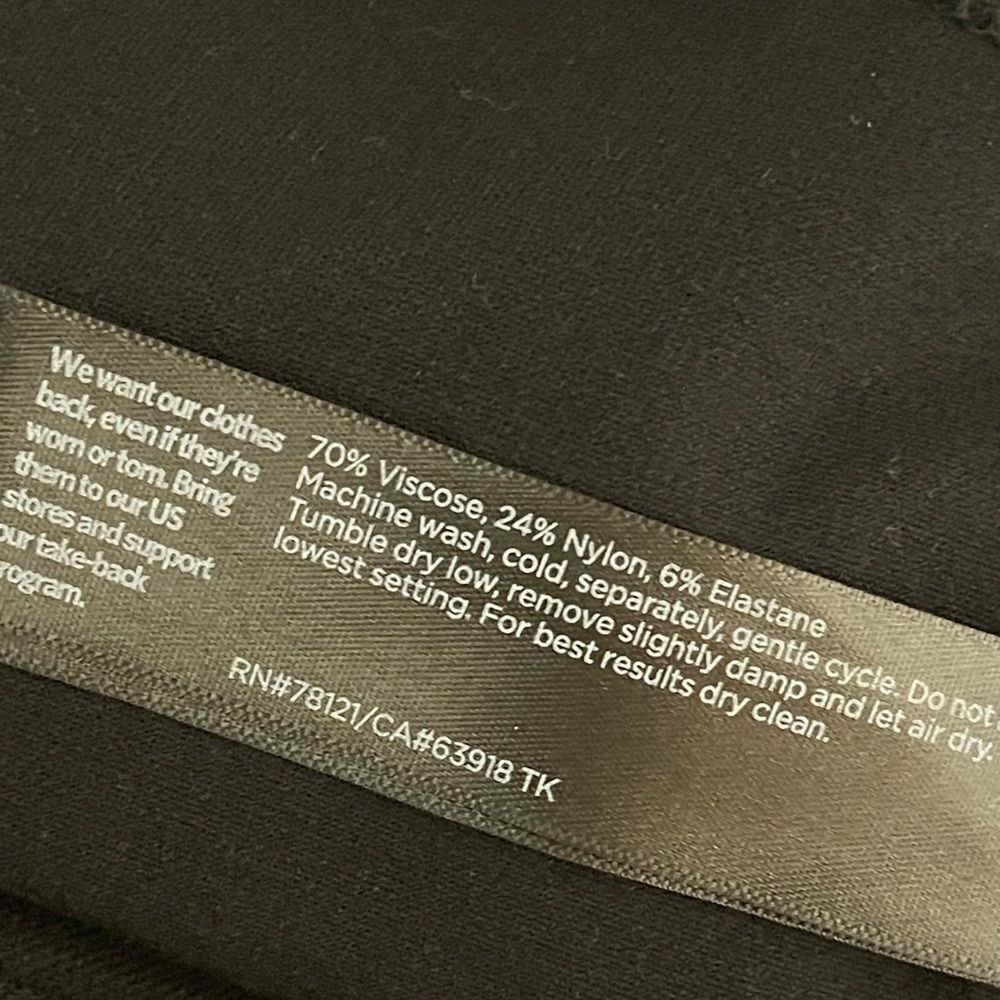 We want our clothes
back, even if they're
worn or torn. Bring
them to our US
stores and support
our take-back
rogram.
70% Viscose, 24% Nylon, 6% Elastane
Machine wash, cold, separately, gentle cycle. Do not
Tumble dry low, remove slightly damp and let air dry.
lowest setting. For best results dry clean.
RN#78121/CA#63918 TK